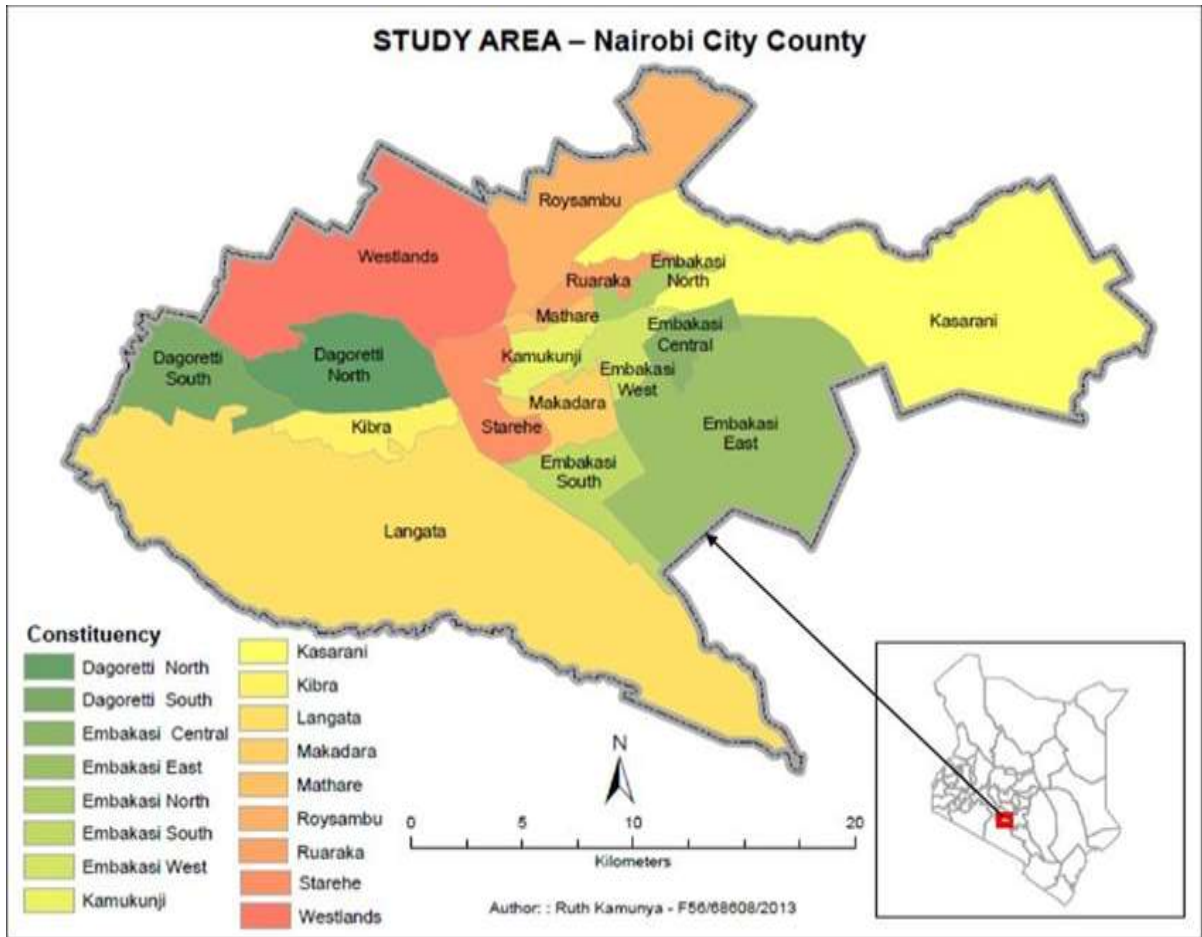 STUDY AREA – Nairobi City County
Roysambu
Westlands
Ruaraka
Embakasi
North
Mathare
Kasarani
Embakasi
Central
Dagoretti
South
Dagoretti
North
Kamukunji
Embakasi
West
Makadara
Kibra
Starehe
Embakasi
East
Embakasi
South
Langata
Constituency
Dagoretti North
Dagoretti South
Embakasi Central
Embakasi East
Embakasi North
Embakasi South
Embakasi West
Kamukunji
Kasarani
Kibra
Langata
Makadara
Mathare
Roysambu
Ruaraka
Starehe
Westlands
N
0 5 10 20
Kilometers
Author: : Ruth Kamunya - F56/68608/2013